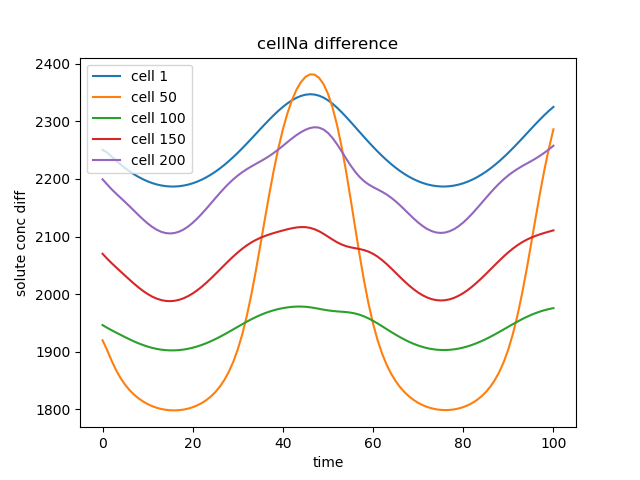 cellNa difference
2400
2300
2200
2100
2000
1900
1800
solute conc diff
cell 1
cell 50
cell 100
cell 150
cell 200
0 20 40 60 80 100
time